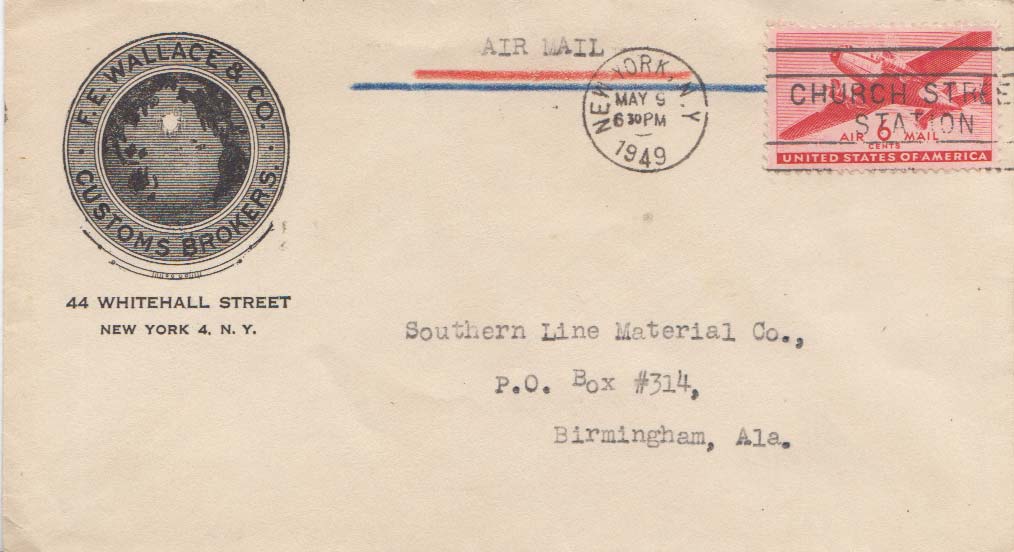 F. E. WALLACE & CO.
· CUSTOMS BROKERS. ·
44 WHITEHALL STREET
NEW YORK 4, N. Y.
AIR MAIL
NEW YORK, N.Y
MAY 9
6 30 PM
1949
CHURCH STREE
STATION
AIR 6 MAIL
CENTS
UNITED STATES OF AMERICA
Southern Line Material Co.,
P.O. Box #314,
Birmingham, Ala.